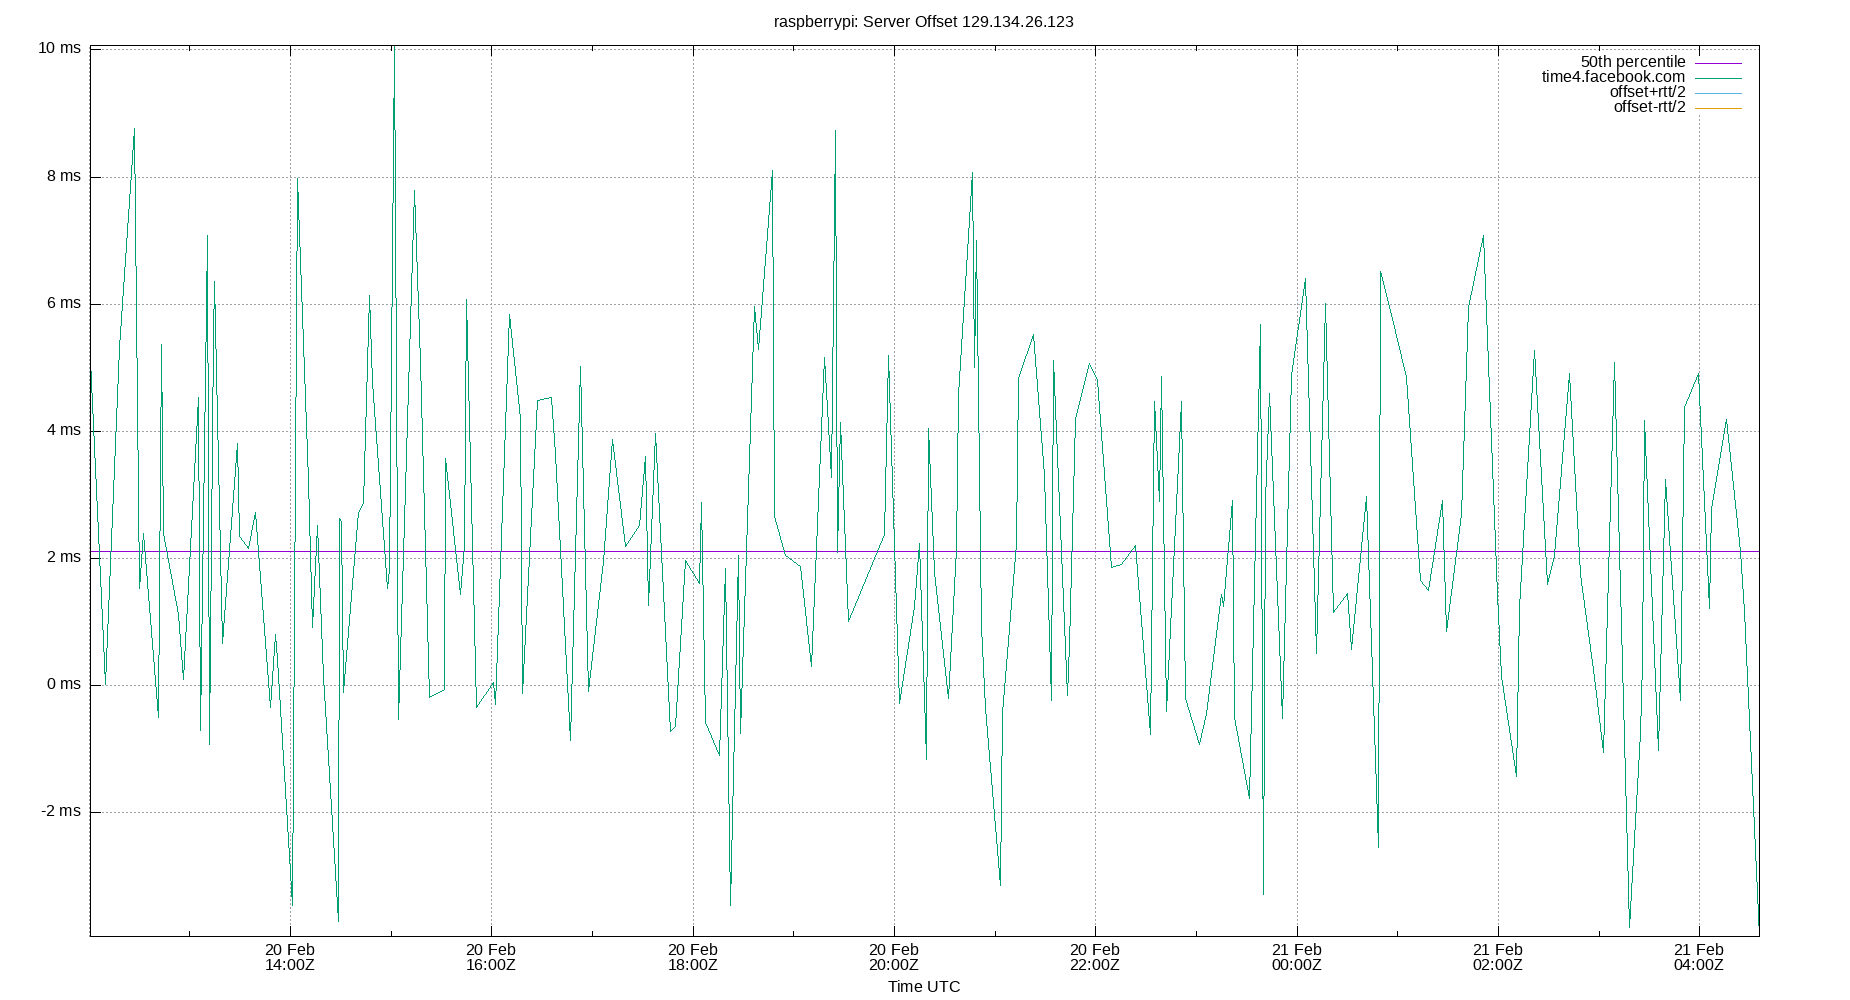 raspberrypi: Server Offset 129.134.26.123
10 ms
8 ms
6 ms
4 ms
2 ms
0 ms
-2 ms
50th percentile
time4.facebook.com
offset+rtt/2
offset-rtt/2
20 Feb 20 Feb 20 Feb 20 Feb 20 Feb 21 Feb 21 Feb 21 Feb
14:00Z 16:00Z 18:00Z 20:00Z 22:00Z 00:00Z 02:00Z 04:00Z
Time UTC